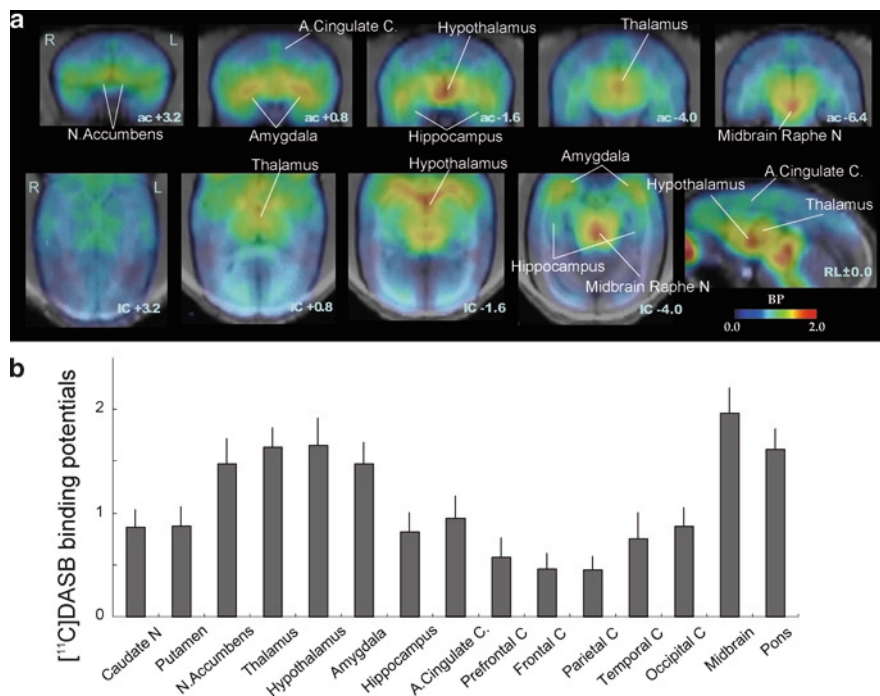 a
R L A.Cingulate C. Hypothalamus Thalamus
ac +3.2 ac +0.8 ac -1.6 ac -4.0 ac -6.4
N.Accumbens Amygdala Hippocampus Midbrain Raphe N
R L Thalamus Hypothalamus Amygdala A.Cingulate C.
Hypothalamus Thalamus
Hippocampus
Midbrain Raphe N
IC +3.2 IC +0.8 IC -1.6 IC -4.0 RL±0.0
BP
0.0 2.0
b
[¹¹C]DASB binding potentials
2
1
0
Caudate N
Putamen
N.Accumbens
Thalamus
Hypothalamus
Amygdala
Hippocampus
A.Cingulate C.
Prefrontal C
Frontal C
Parietal C
Temporal C
Occipital C
Midbrain
Pons